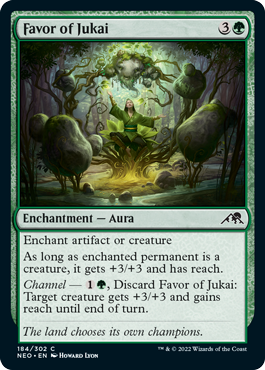 Favor of Jukai 3
Enchantment — Aura
Enchant artifact or creature
As long as enchanted permanent is a
creature, it gets +3/+3 and has reach.
Channel — 1, Discard Favor of Jukai:
Target creature gets +3/+3 and gains
reach until end of turn.
The land chooses its own champions.
184/302 C
NEO • EN Howard Lyon
™ & © 2022 Wizards of the Coast